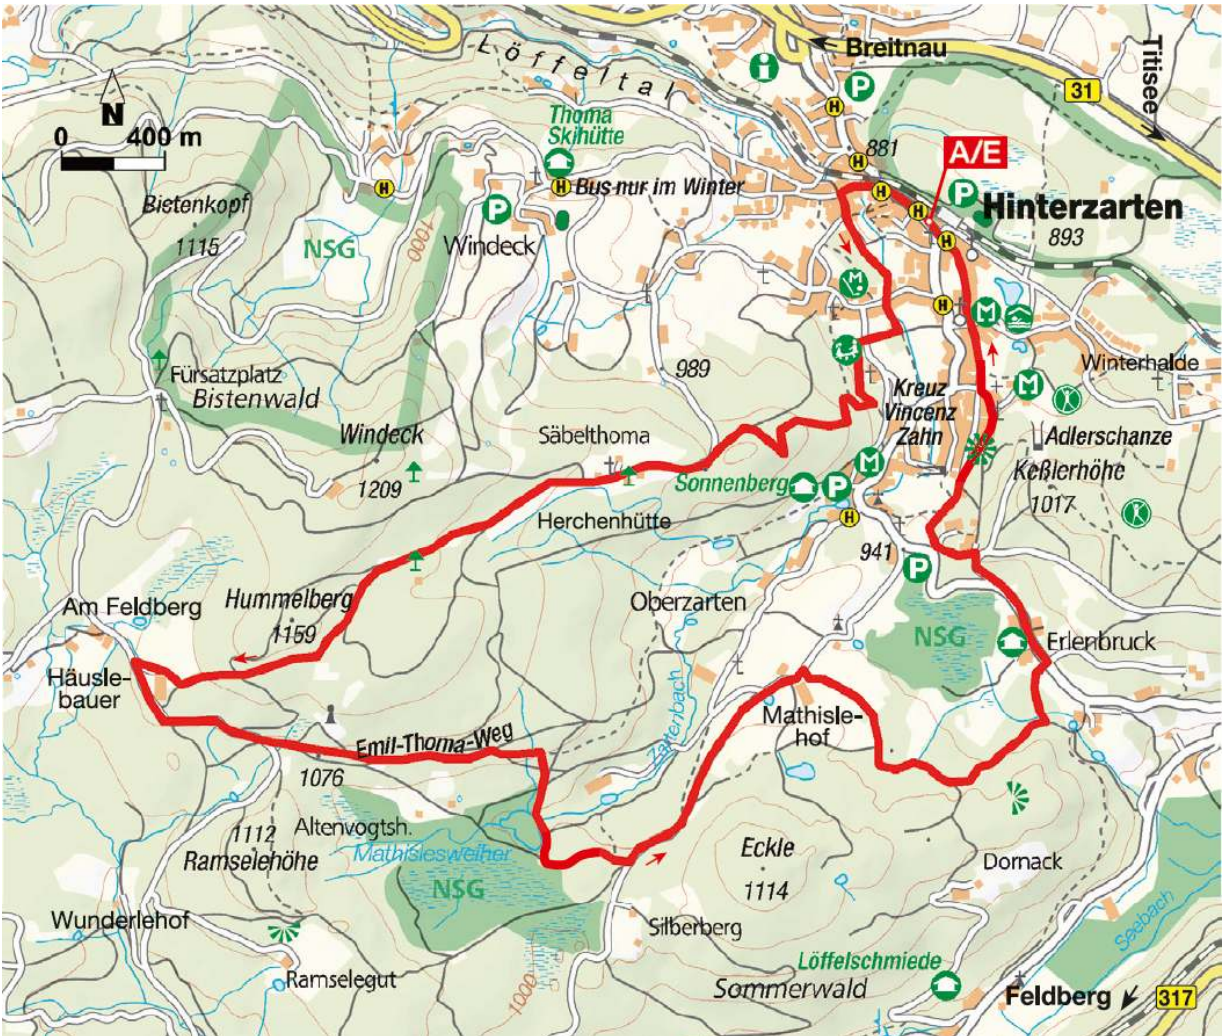 Löffeltal
Breitnau
Titisee
31
N
0 400 m
Thoma
Skihütte
H
P
881
A/E
Bus nur im Winter
Hinterzarten
893
Bistenkopf
1115
NSG
1000
P
Windeck
H
H
H
H
P
H
H
H
M
M
989
Winterhalde
M
Fürsatzplatz
Bistenwald
Kreuz
Vincenz
Zahn
Windeck
1209
Säbelthoma
Adlerschanze
Keßlerhöhe
1017
M
Sonnenberg
P
H
Herchenhütte
941
P
Am Feldberg
Hummelberg
1159
Oberzarten
NSG
Erlenbruck
Häusle-
bauer
Zartenbach
Mathisle-
hof
Emil-Thoma-Weg
1076
1112
Ramselehöhe
Altenvogtsh.
Mathislesweiher
NSG
Eckle
1114
Dornack
Wunderlehof
Silberberg
Seebach
Ramselegut
1000
Löffelschmiede
Sommerwald
Feldberg
317